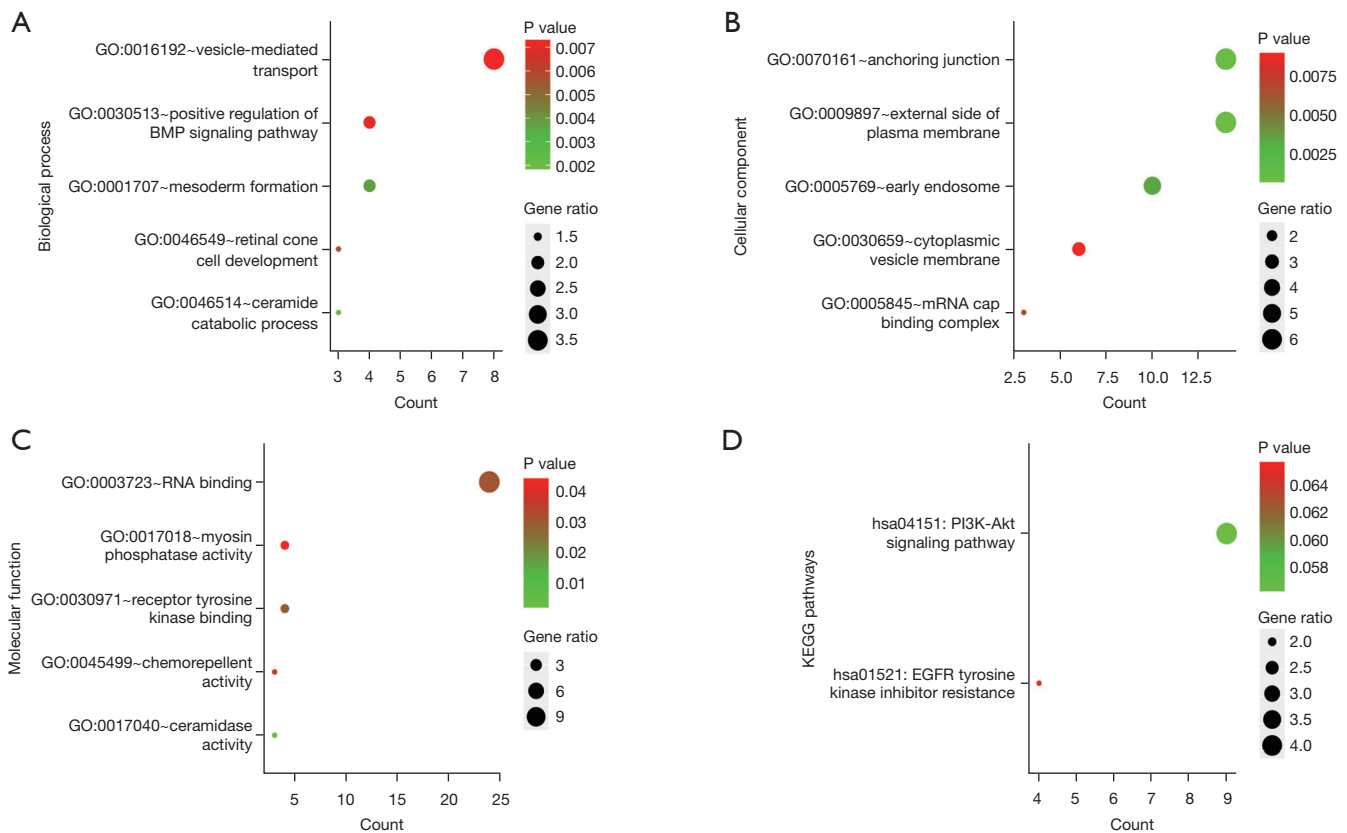 A
Biological process
GO:0016192~vesicle-mediated
transport
GO:0030513~positive regulation of
BMP signaling pathway
GO:0001707~mesoderm formation
GO:0046549~retinal cone
cell development
GO:0046514~ceramide
catabolic process
3 4 5 6 7 8
Count
P value
0.007
0.006
0.005
0.004
0.003
0.002
Gene ratio
1.5
2.0
2.5
3.0
3.5
B
Cellular component
GO:0070161~anchoring junction
GO:0009897~external side of
plasma membrane
GO:0005769~early endosome
GO:0030659~cytoplasmic
vesicle membrane
GO:0005845~mRNA cap
binding complex
2.5 5.0 7.5 10.0 12.5
Count
P value
0.0075
0.0050
0.0025
Gene ratio
2
3
4
5
6
C
Molecular function
GO:0003723~RNA binding
GO:0017018~myosin
phosphatase activity
GO:0030971~receptor tyrosine
kinase binding
GO:0045499~chemorepellent
activity
GO:0017040~ceramidase
activity
5 10 15 20 25
Count
P value
0.04
0.03
0.02
0.01
Gene ratio
3
6
9
D
KEGG pathways
hsa04151: PI3K-Akt
signaling pathway
hsa01521: EGFR tyrosine
kinase inhibitor resistance
4 5 6 7 8 9
Count
P value
0.064
0.062
0.060
0.058
Gene ratio
2.0
2.5
3.0
3.5
4.0